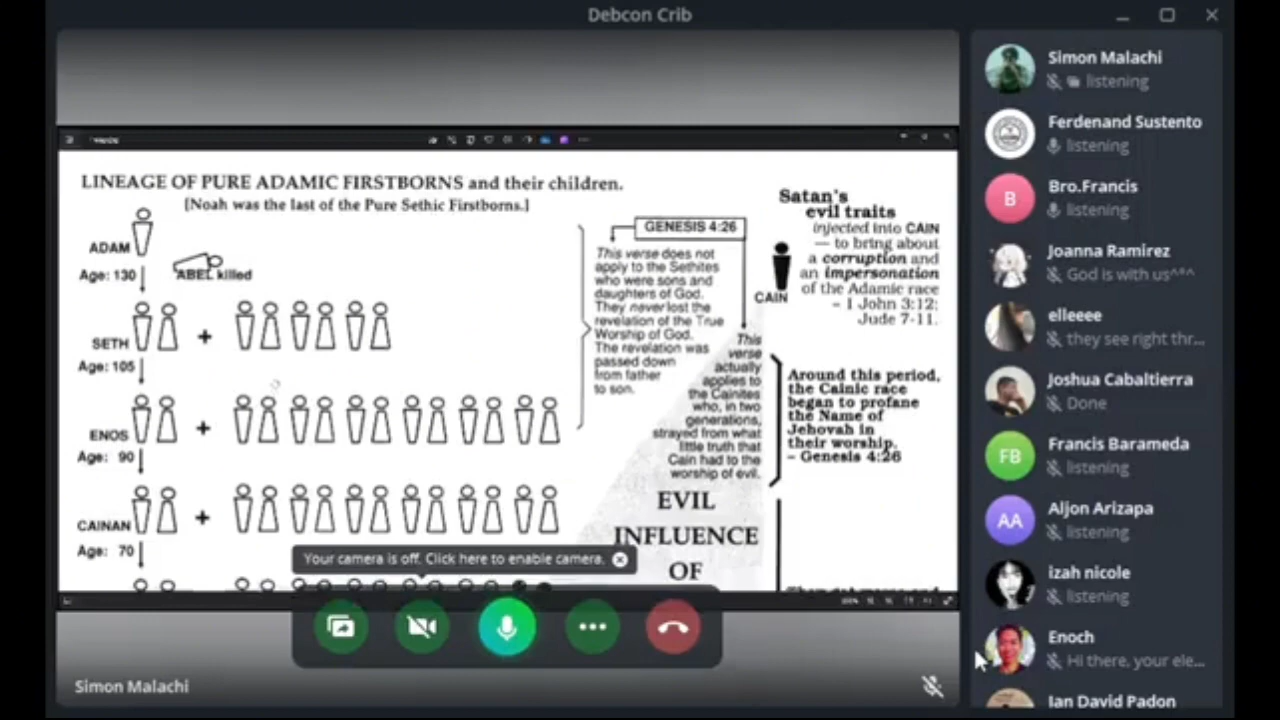 Debcon Crib
LINEAGE OF PURE ADAMIC FIRSTBORNS and their children.
[Noah was the last of the Pure Sethic Firstborns.]
ADAM
Age: 130
ABEL killed
SETH
+
Age: 105
ENOS
+
Age: 90
CAINAN
+
Age: 70
GENESIS 4:26
This verse does not
apply to the Sethites
who were sons and
daughters of God.
They never lost the
revelation of the True
Worship of God.
The revelation was
passed down
from father
to son.
This
verse
actually
applies to
the Cainites
who, in two
generations,
strayed from what
little truth that
Cain had to the
worship of evil.
EVIL
INFLUENCE
OF
Satan's
evil traits
injected into CAIN
— to bring about
a corruption and
an impersonation
of the Adamic race
– 1 John 3:12;
Jude 7-11.
CAIN
Around this period,
the Cainic race
began to profane
the Name of
Jehovah in
their worship.
– Genesis 4:26
Your camera is off. Click here to enable camera.
Simon Malachi
Simon Malachi
listening
Ferdenand Sustento
listening
B
Bro.Francis
listening
Joanna Ramirez
God is with us^*^
elleeee
they see right thr...
Joshua Cabaltierra
Done
FB
Francis Barameda
listening
AA
Aljon Arizapa
listening
izah nicole
listening
Enoch
Hi there, your ele...
Ian David Padon